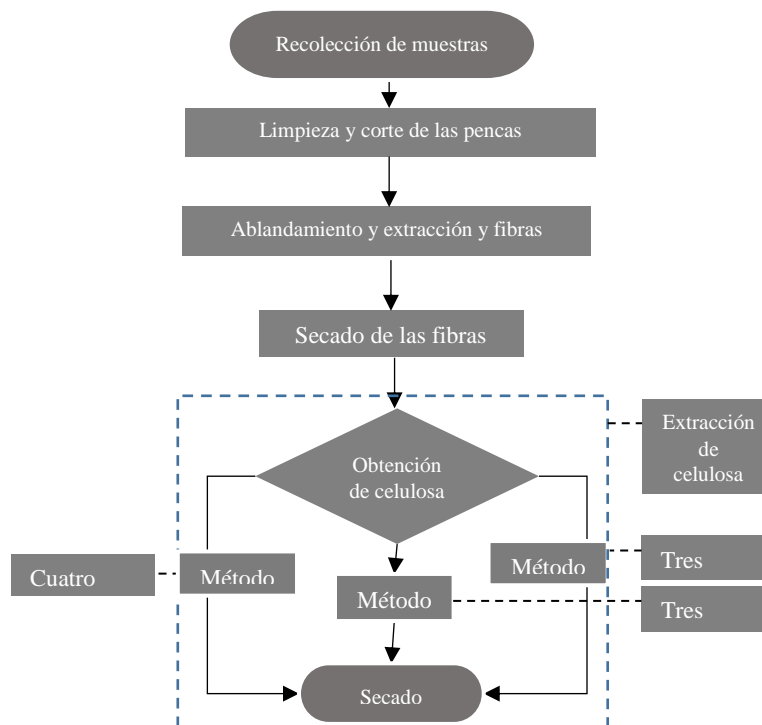 Recolección de muestras
Limpieza y corte de las pencas
Ablandamiento y extracción y fibras
Secado de las fibras
Obtención
de celulosa
Extracción
de
celulosa
Cuatro
Método
Método
Método
Tres
Tres
Secado